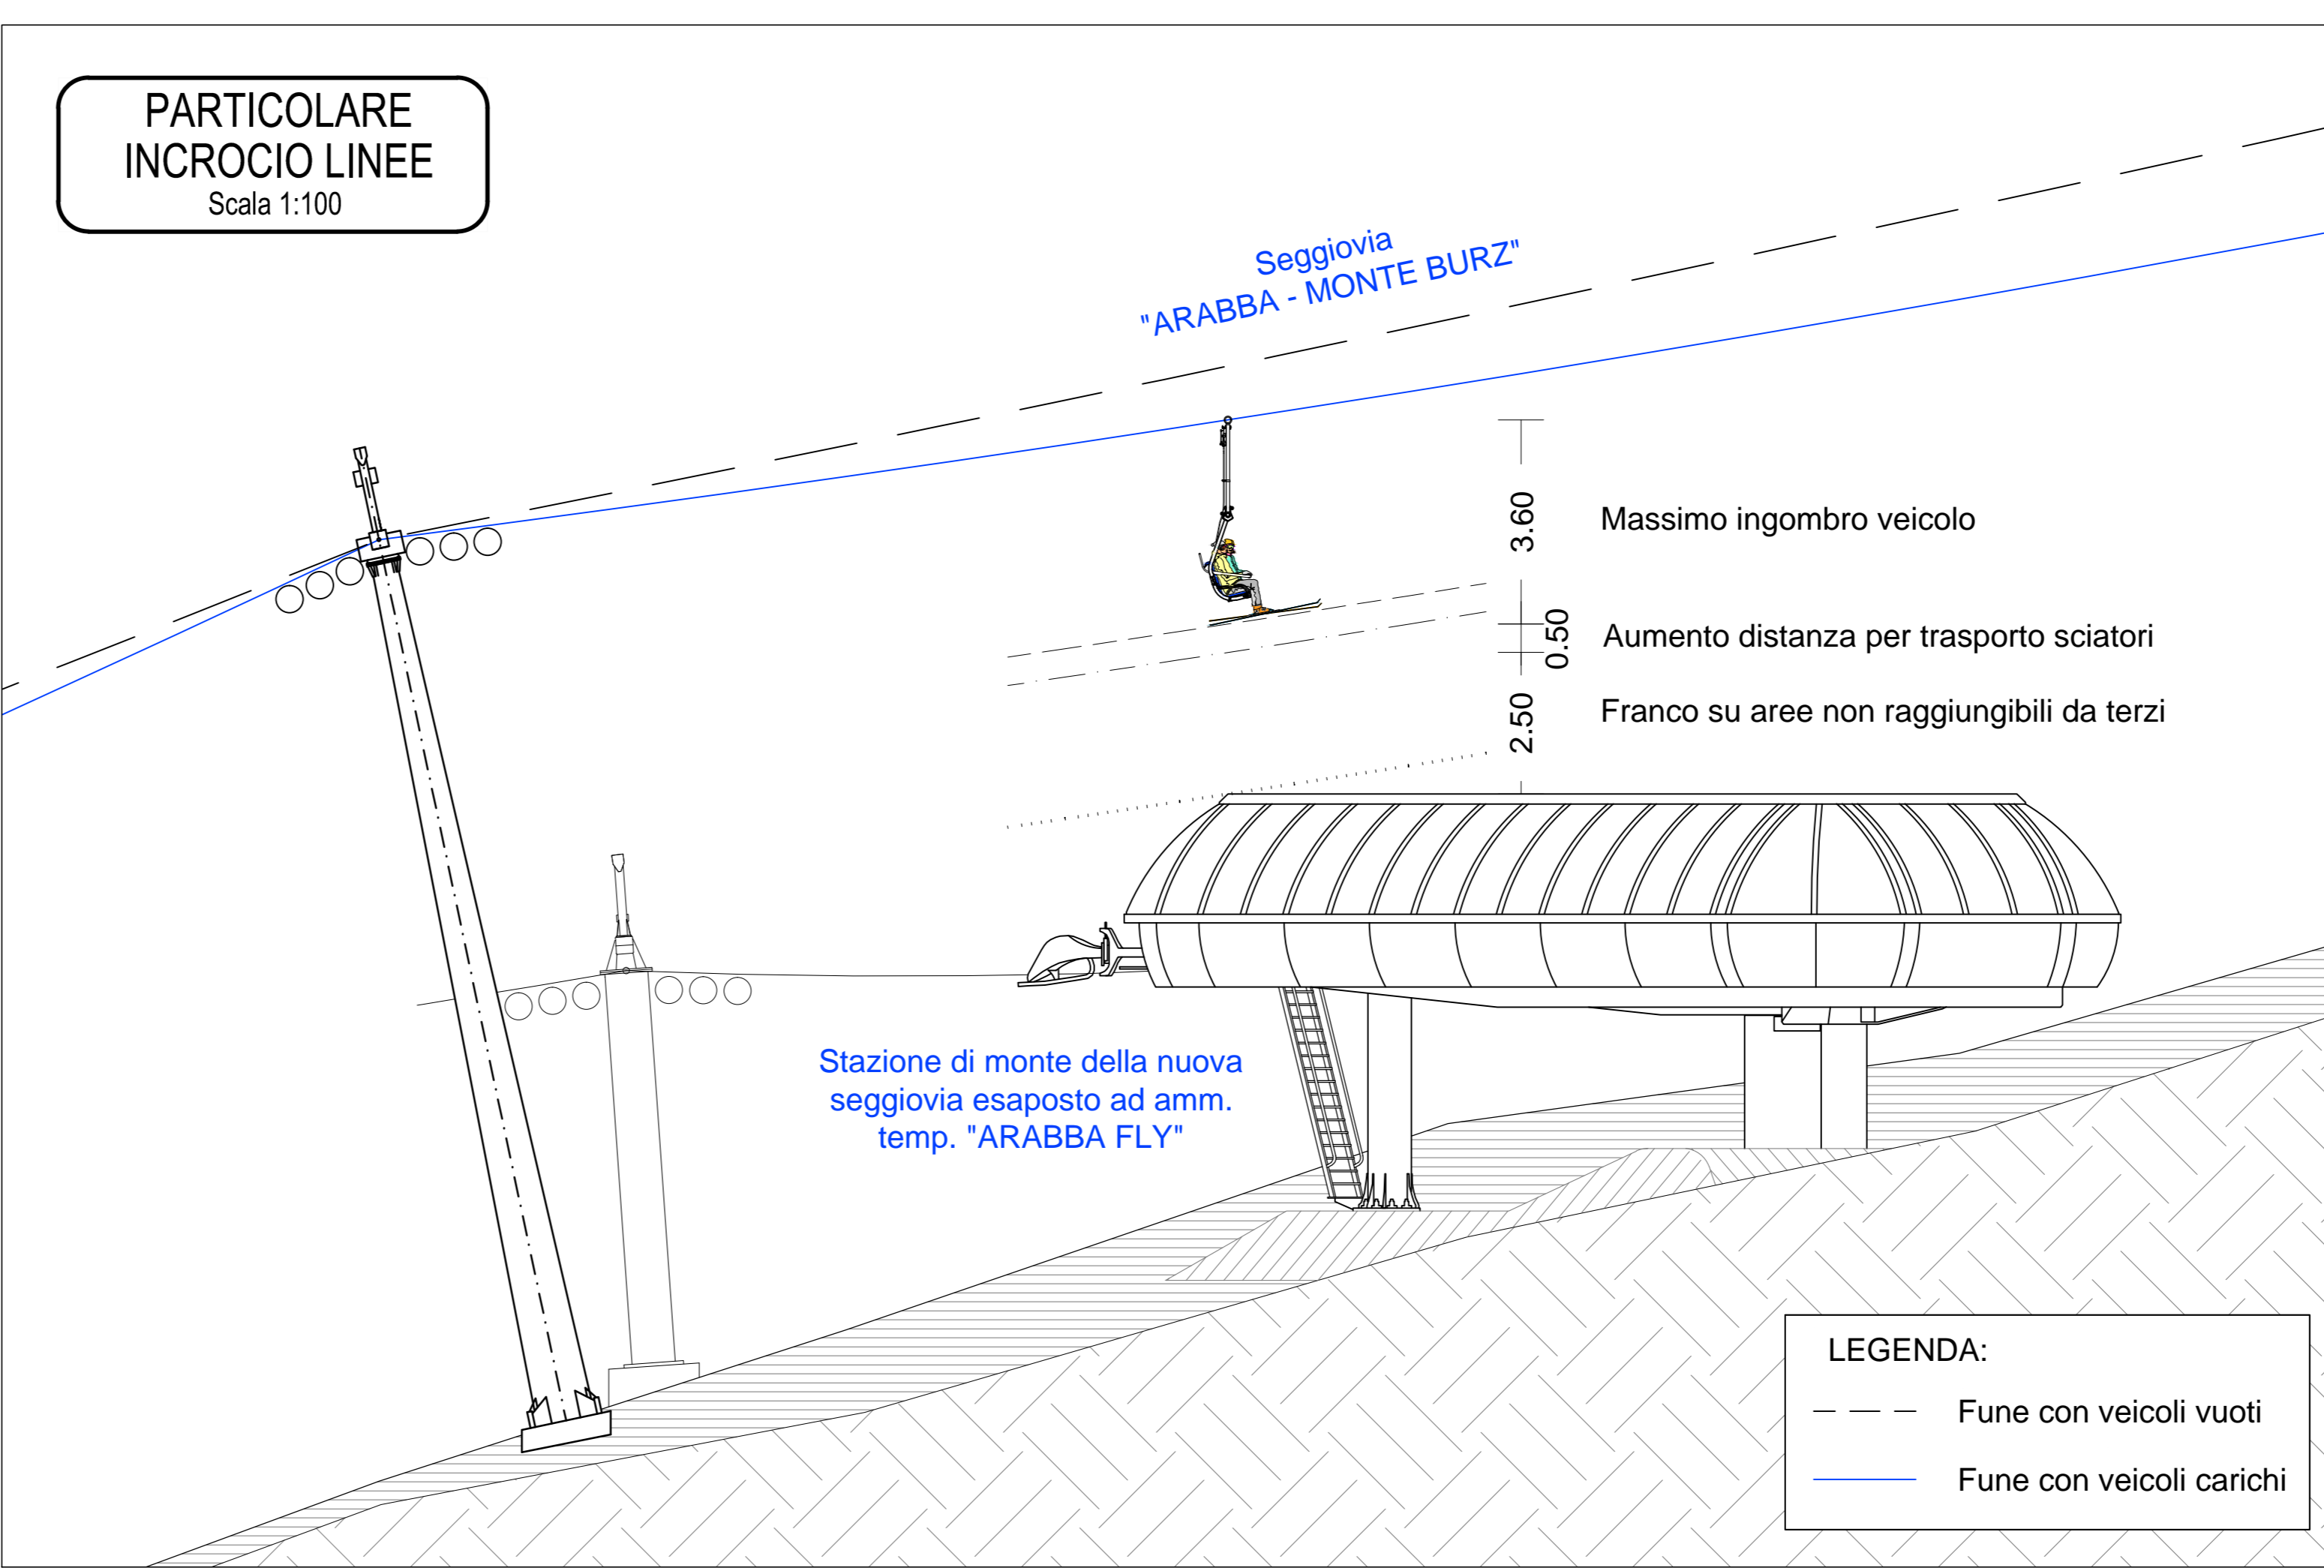 PARTICOLARE
INCROCIO LINEE
Scala 1:100
Seggiovia
"ARABBA - MONTE BURZ"
3.60
Massimo ingombro veicolo
0.50
Aumento distanza per trasporto sciatori
2.50
Franco su aree non raggiungibili da terzi
Stazione di monte della nuova
seggiovia esaposto ad amm.
temp. "ARABBA FLY"
LEGENDA:
Fune con veicoli vuoti
Fune con veicoli carichi